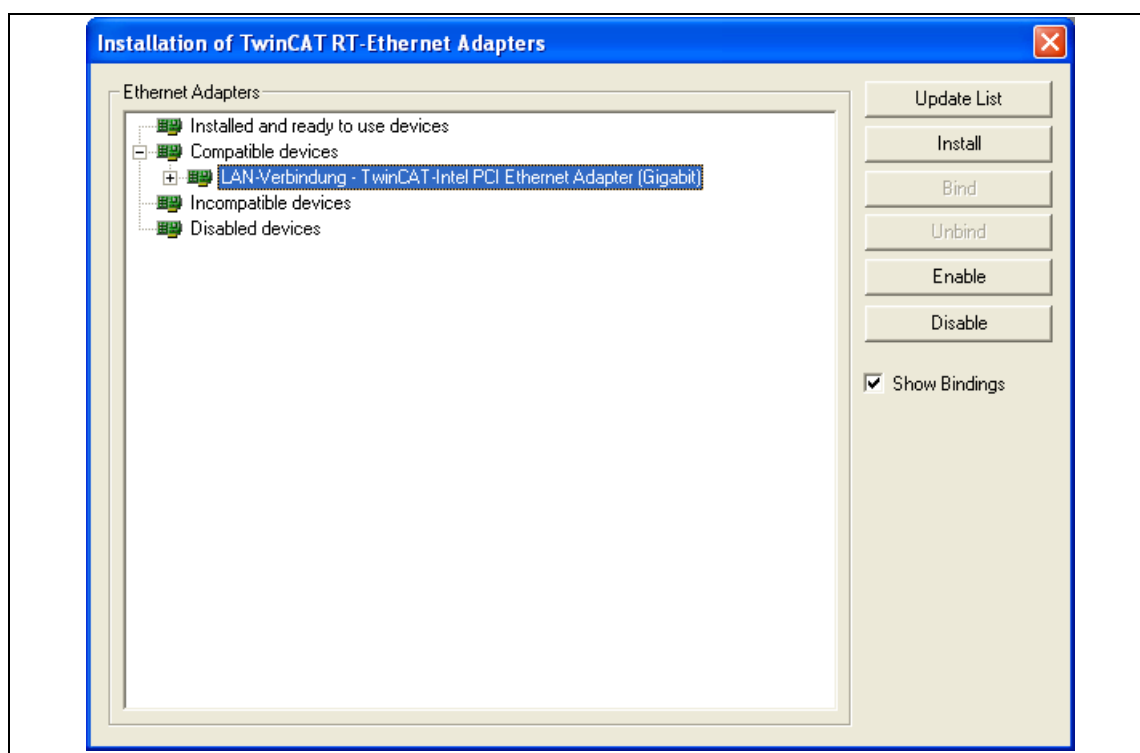 Installation of TwinCAT RT-Ethernet Adapters
Ethernet Adapters
Installed and ready to use devices
Compatible devices
LAN-Verbindung - TwinCAT-Intel PCI Ethernet Adapter (Gigabit)
Incompatible devices
Disabled devices
Update List
Install
Bind
Unbind
Enable
Disable
Show Bindings